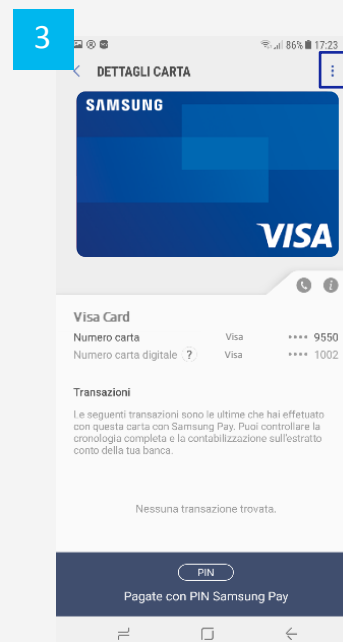 3
86% 17:23
DETTAGLI CARTA
SAMSUNG
VISA
Visa Card
Numero carta Visa •••• 9550
Numero carta digitale ? Visa •••• 1002
Transazioni
Le seguenti transazioni sono le ultime che hai effetuato
con questa carta con Samsung Pay. Puoi controllare la
cronologia completa e la contabilizzazione sull'estratto
conto della tua banca.
Nessuna transazione trovata.
PIN
Pagate con PIN Samsung Pay